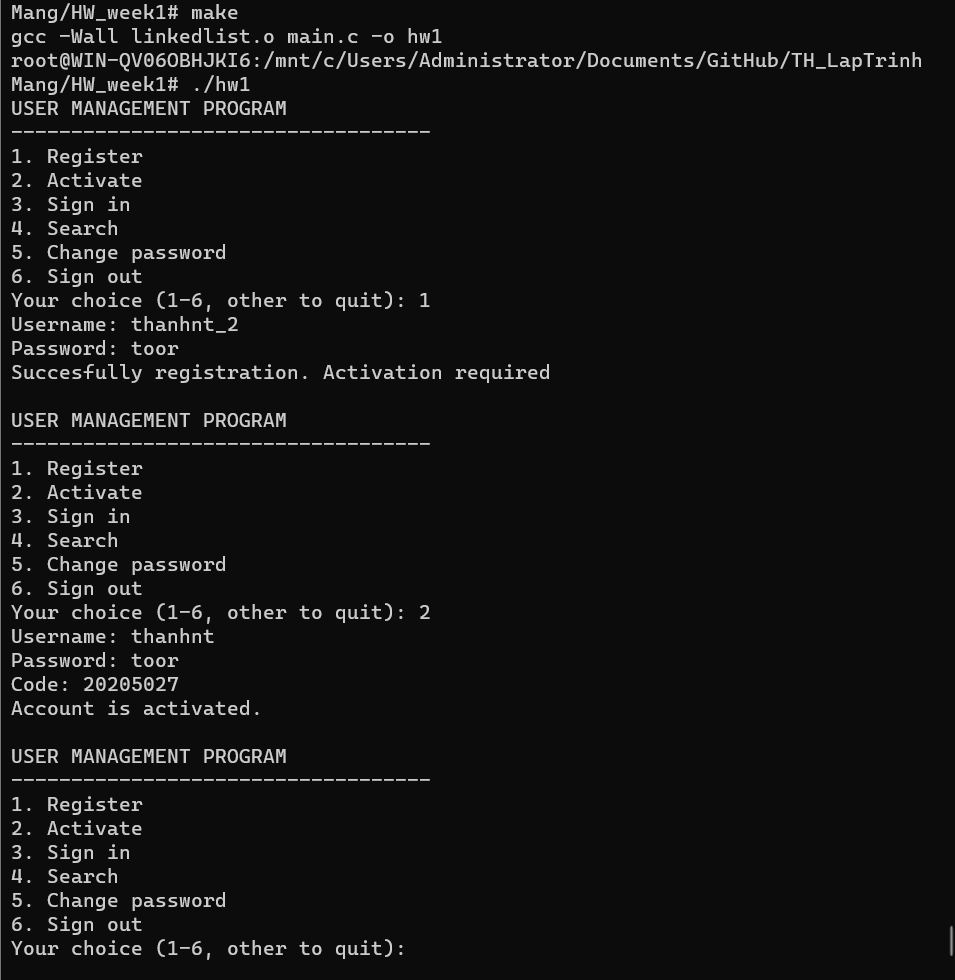 Mang/HW_week1# make
gcc -Wall linkedlist.o main.c -o hw1
root@WIN-QV06OBHJKI6:/mnt/c/Users/Administrator/Documents/GitHub/TH_LapTrinh
Mang/HW_week1# ./hw1
USER MANAGEMENT PROGRAM
-----------------------------------
1. Register
2. Activate
3. Sign in
4. Search
5. Change password
6. Sign out
Your choice (1-6, other to quit): 1
Username: thanhnt_2
Password: toor
Succesfully registration. Activation required

USER MANAGEMENT PROGRAM
-----------------------------------
1. Register
2. Activate
3. Sign in
4. Search
5. Change password
6. Sign out
Your choice (1-6, other to quit): 2
Username: thanhnt
Password: toor
Code: 20205027
Account is activated.

USER MANAGEMENT PROGRAM
-----------------------------------
1. Register
2. Activate
3. Sign in
4. Search
5. Change password
6. Sign out
Your choice (1-6, other to quit):